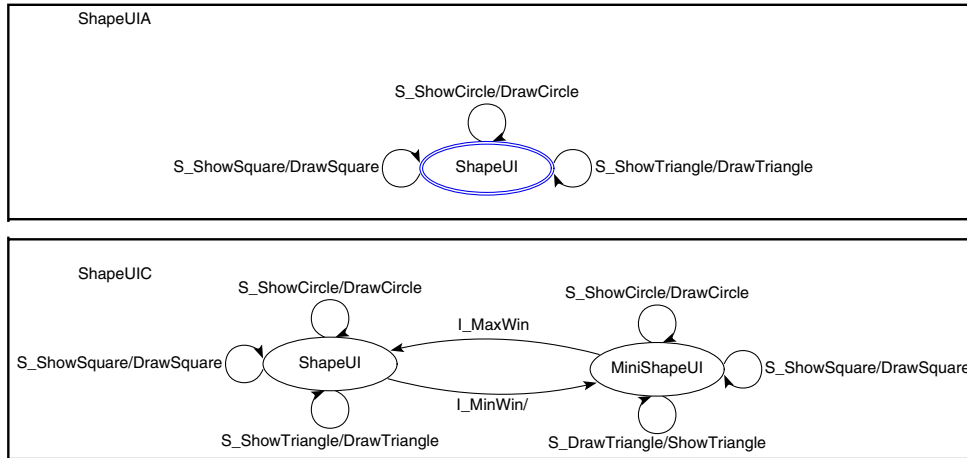 ShapeUIA
S_ShowCircle/DrawCircle
S_ShowSquare/DrawSquare
ShapeUI
S_ShowTriangle/DrawTriangle
ShapeUIC
S_ShowCircle/DrawCircle
S_ShowCircle/DrawCircle
I_MaxWin
S_ShowSquare/DrawSquare
ShapeUI
MiniShapeUI
S_ShowSquare/DrawSquare
I_MinWin/
S_ShowTriangle/DrawTriangle
S_DrawTriangle/ShowTriangle